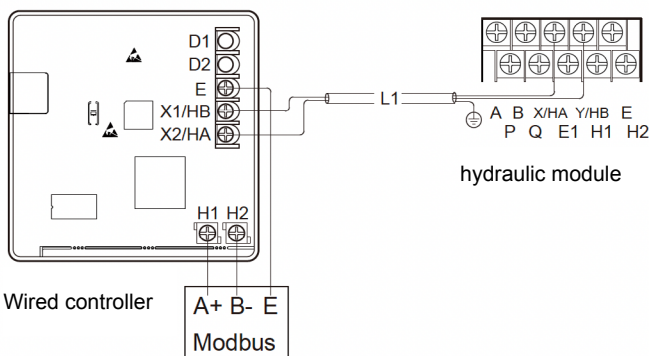 D1
D2
E
X1/HB
X2/HA
L1
A B X/HA Y/HB E
P Q E1 H1 H2
hydraulic module
H1 H2
Wired controller
A+ B- E
Modbus